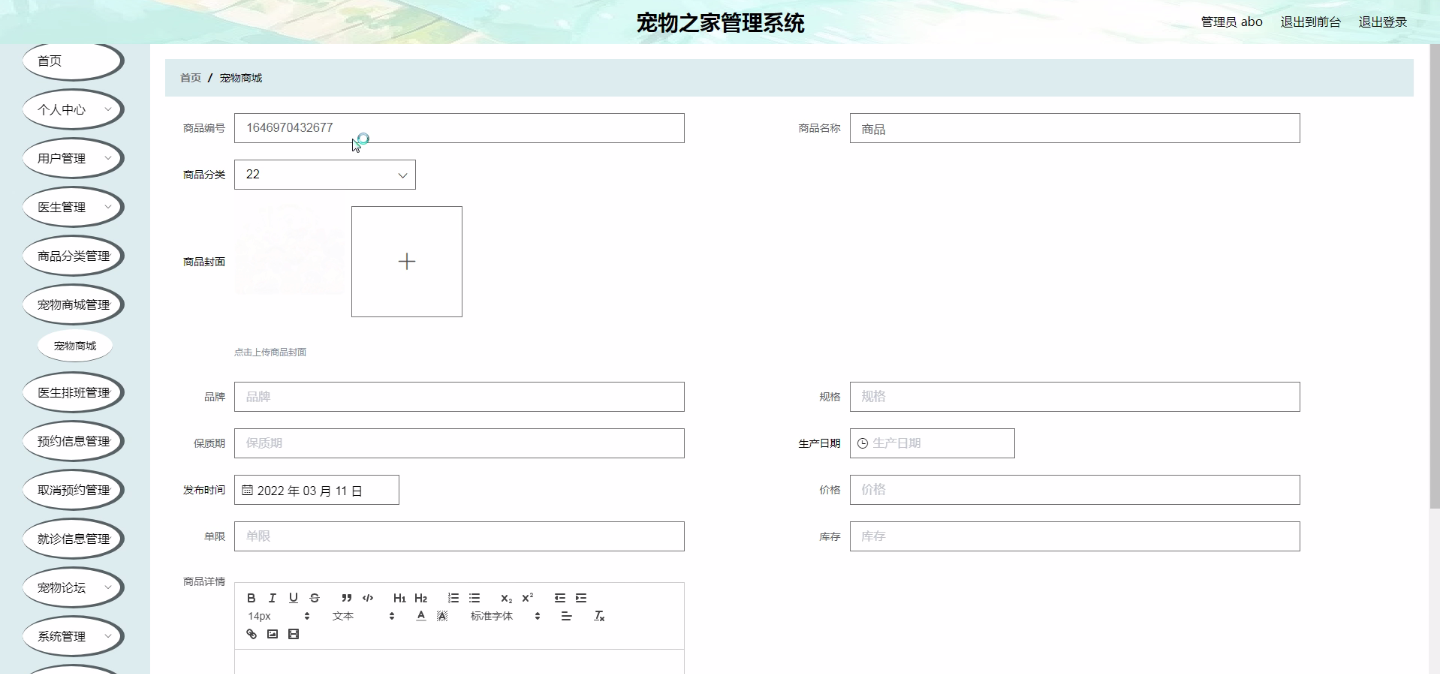 宠物之家管理系统
管理员 abo 退出到前台 退出登录
首页
个人中心
用户管理
医生管理
商品分类管理
宠物商城管理
宠物商城
医生排班管理
预约信息管理
取消预约管理
就诊信息管理
宠物论坛
系统管理
首页 / 宠物商城
商品编号 1646970432677 商品名称 商品
商品分类 22
商品封面
点击上传商品封面
品牌 品牌 规格 规格
保质期 保质期 生产日期 生产日期
发布时间 2022 年 03 月 11 日 价格 价格
单限 单限 库存 库存
商品详情
B I U S ❞ </> H1 H2 X₂ X²
14px 文本 A A 标准字体 Tx